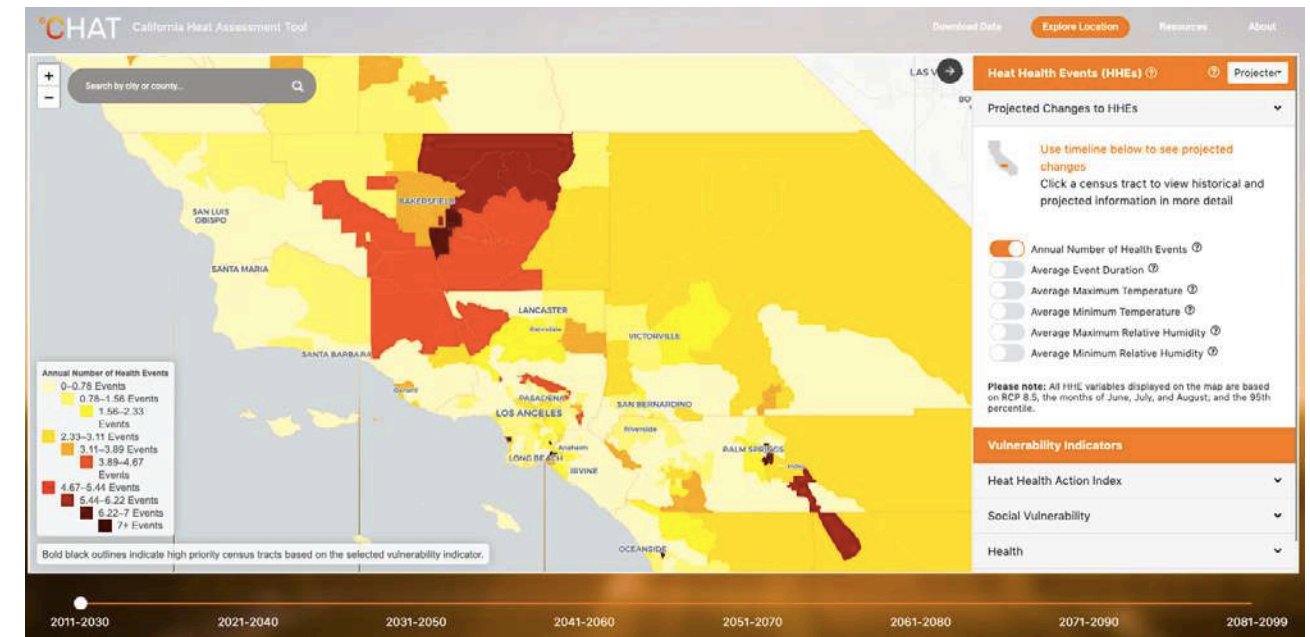 °CHAT California Heat Assessment Tool
Download Data
Explore Location
Resources
About
+
−
Search by city or county...
LAS V
BAKERSFIELD
SAN LUIS
OBISPO
SANTA MARIA
LANCASTER
Palmdale
VICTORVILLE
SANTA BARBARA
Oxnard
PASADENA
LOS ANGELES
SAN BERNARDINO
Riverside
Anaheim
LONG BEACH
IRVINE
PALM SPRINGS
Indio
OCEANSIDE
Annual Number of Health Events
0–0.78 Events
0.78–1.56 Events
1.56–2.33
Events
2.33–3.11 Events
3.11–3.89 Events
3.89–4.67
Events
4.67–5.44 Events
5.44–6.22 Events
6.22–7 Events
7+ Events
Bold black outlines indicate high priority census tracts based on the selected vulnerability indicator.
Heat Health Events (HHEs) ?
?
Projecter
Projected Changes to HHEs
Use timeline below to see projected
changes
Click a census tract to view historical and
projected information in more detail
Annual Number of Health Events ?
Average Event Duration ?
Average Maximum Temperature ?
Average Minimum Temperature ?
Average Maximum Relative Humidity ?
Average Minimum Relative Humidity ?
Please note: All HHE variables displayed on the map are based
on RCP 8.5, the months of June, July, and August; and the 95th
percentile.
Vulnerability Indicators
Heat Health Action Index
Social Vulnerability
Health
2011-2030
2021-2040
2031-2050
2041-2060
2051-2070
2061-2080
2071-2090
2081-2099